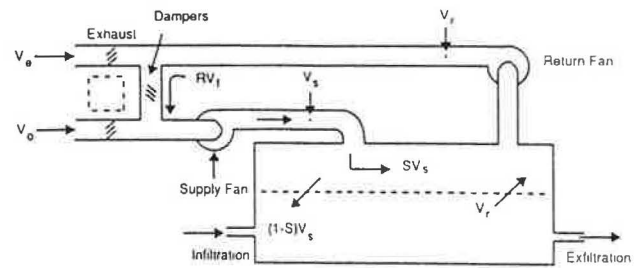 Dampers
Exhaust
Vr
Ve
RVf
Vs
Return Fan
Vo
Supply Fan
SVs
Vr
(1-S)Vs
Infiltration
Exfiltration